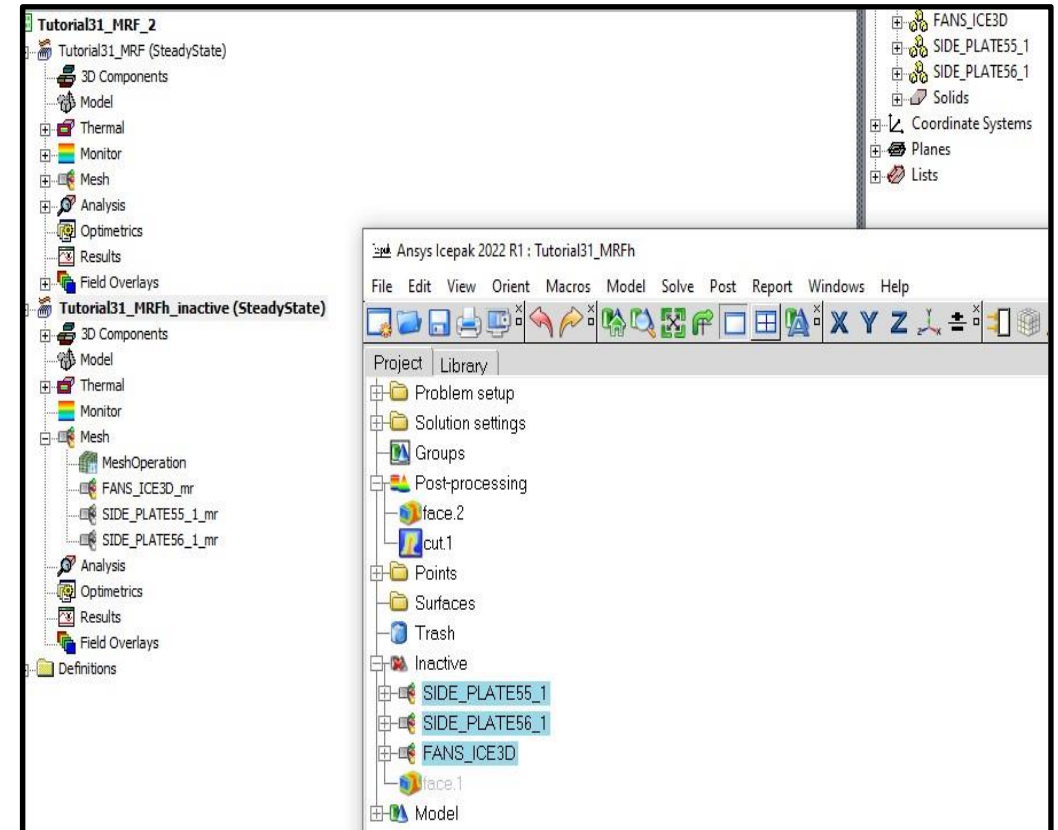 Tutorial31_MRF_2
Tutorial31_MRF (SteadyState)
3D Components
Model
Thermal
Monitor
Mesh
Analysis
Optimetrics
Results
Field Overlays
Tutorial31_MRFh_inactive (SteadyState)
3D Components
Model
Thermal
Monitor
Mesh
MeshOperation
FANS_ICE3D_mr
SIDE_PLATE55_1_mr
SIDE_PLATE56_1_mr
Analysis
Optimetrics
Results
Field Overlays
Definitions
FANS_ICE3D
SIDE_PLATE55_1
SIDE_PLATE56_1
Solids
Coordinate Systems
Planes
Lists
Ansys Icepak 2022 R1 : Tutorial31_MRFh
File Edit View Orient Macros Model Solve Post Report Windows Help
X Y Z
Project Library
Problem setup
Solution settings
Groups
Post-processing
face.2
cut.1
Points
Surfaces
Trash
Inactive
SIDE_PLATE55_1
SIDE_PLATE56_1
FANS_ICE3D
face.1
Model